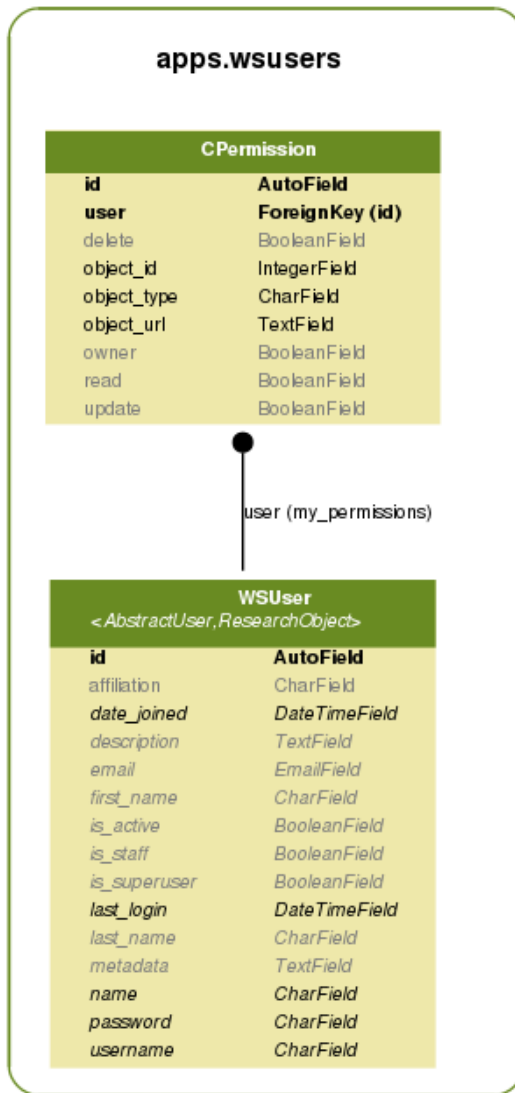 apps.wsusers
CPermission
id AutoField
user ForeignKey (id)
delete BooleanField
object_id IntegerField
object_type CharField
object_url TextField
owner BooleanField
read BooleanField
update BooleanField
user (my_permissions)
WSUser
<AbstractUser,ResearchObject>
id AutoField
affiliation CharField
date_joined DateTimeField
description TextField
email EmailField
first_name CharField
is_active BooleanField
is_staff BooleanField
is_superuser BooleanField
last_login DateTimeField
last_name CharField
metadata TextField
name CharField
password CharField
username CharField